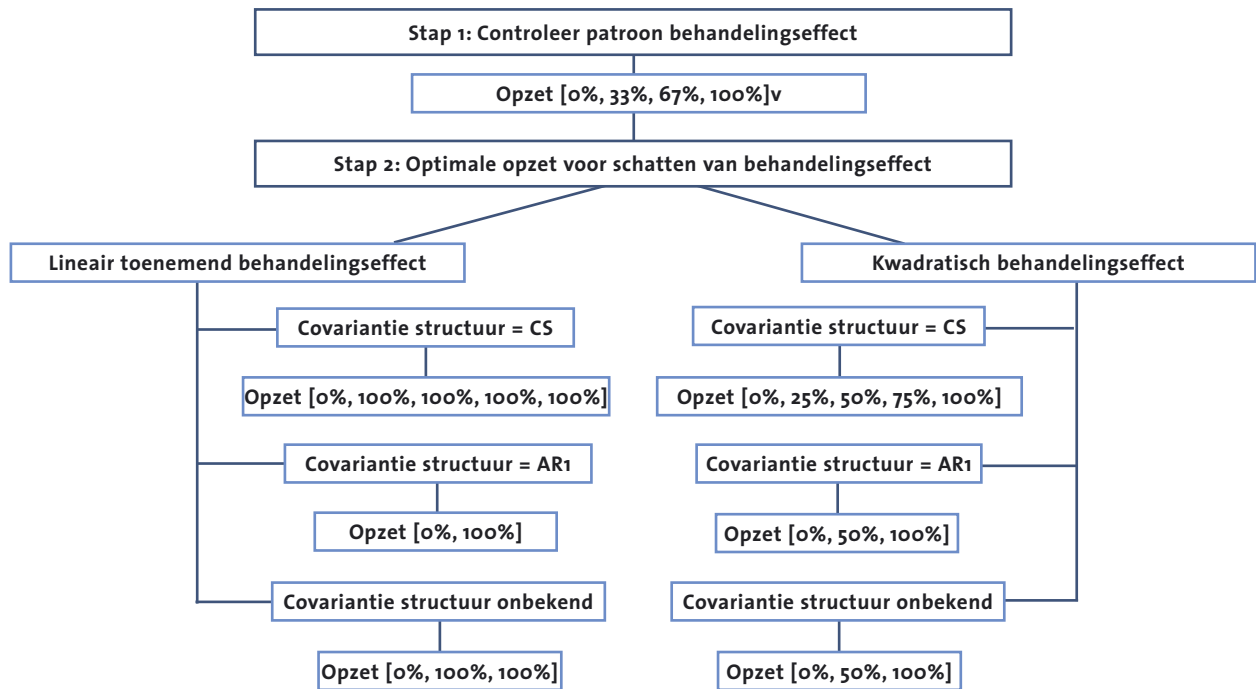 Stap 1: Controleer patroon behandelingseffect
Opzet [0%, 33%, 67%, 100%]v
Stap 2: Optimale opzet voor schatten van behandelingseffect
Lineair toenemend behandelingseffect
Kwadratisch behandelingseffect
Covariantie structuur = CS
Covariantie structuur = CS
Opzet [0%, 100%, 100%, 100%, 100%]
Opzet [0%, 25%, 50%, 75%, 100%]
Covariantie structuur = AR1
Covariantie structuur = AR1
Opzet [0%, 100%]
Opzet [0%, 50%, 100%]
Covariantie structuur onbekend
Covariantie structuur onbekend
Opzet [0%, 100%, 100%]
Opzet [0%, 50%, 100%]